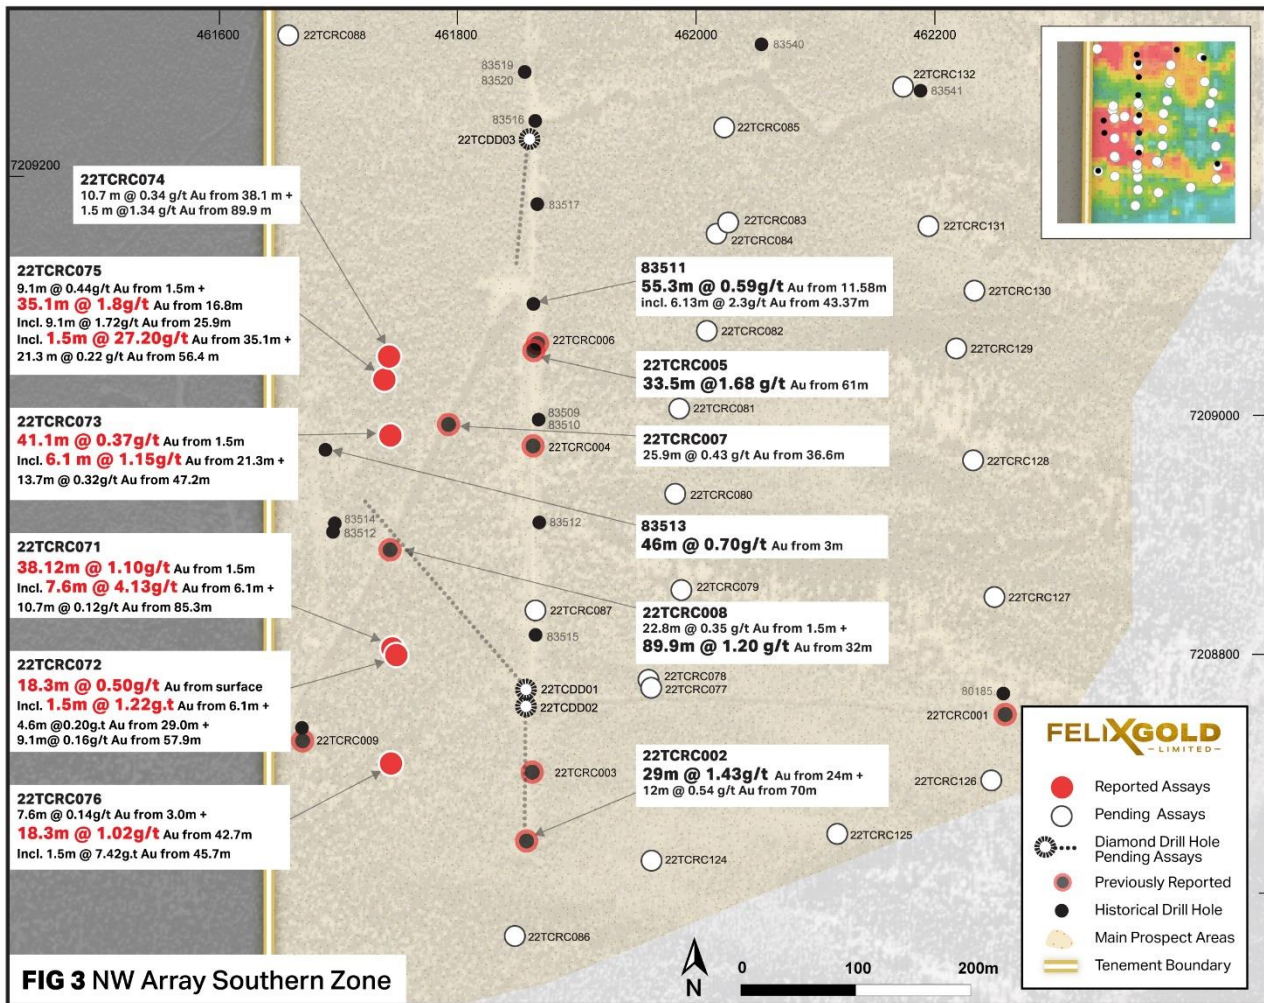 461600
461800
462000
462200
22TCRC088
83519
83520
83540
22TCRC132
83541
83516
22TCDD03
22TCRC085
7209200
22TCRC074
10.7 m @ 0.34 g/t Au from 38.1 m +
1.5 m @1.34 g/t Au from 89.9 m
83517
22TCRC083
22TCRC084
22TCRC131
22TCRC075
9.1m @ 0.44g/t Au from 1.5m +
35.1m @ 1.8g/t Au from 16.8m
Incl. 9.1m @ 1.72g/t Au from 25.9m
Incl. 1.5m @ 27.20g/t Au from 35.1m +
21.3 m @ 0.22 g/t Au from 56.4 m
83511
55.3m @ 0.59g/t Au from 11.58m
incl. 6.13m @ 2.3g/t Au from 43.37m
22TCRC130
22TCRC082
22TCRC006
22TCRC129
22TCRC005
33.5m @1.68 g/t Au from 61m
22TCRC081
7209000
22TCRC073
41.1m @ 0.37g/t Au from 1.5m
Incl. 6.1 m @ 1.15g/t Au from 21.3m +
13.7m @ 0.32g/t Au from 47.2m
83509
83510
22TCRC004
22TCRC007
25.9m @ 0.43 g/t Au from 36.6m
22TCRC128
22TCRC080
83514
83512
83512
83513
46m @ 0.70g/t Au from 3m
22TCRC071
38.12m @ 1.10g/t Au from 1.5m
Incl. 7.6m @ 4.13g/t Au from 6.1m +
10.7m @ 0.12g/t Au from 85.3m
22TCRC079
22TCRC127
22TCRC087
83515
22TCRC008
22.8m @ 0.35 g/t Au from 1.5m +
89.9m @ 1.20 g/t Au from 32m
7208800
22TCRC072
18.3m @ 0.50g/t Au from surface
Incl. 1.5m @ 1.22g.t Au from 6.1m +
4.6m @0.20g.t Au from 29.0m +
9.1m@ 0.16g/t Au from 57.9m
22TCRC078
22TCRC077
22TCDD01
22TCDD02
80185
22TCRC001
22TCRC009
22TCRC003
22TCRC002
29m @ 1.43g/t Au from 24m +
12m @ 0.54 g/t Au from 70m
22TCRC126
22TCRC076
7.6m @ 0.14g/t Au from 3.0m +
18.3m @ 1.02g/t Au from 42.7m
Incl. 1.5m @ 7.42g.t Au from 45.7m
22TCRC125
22TCRC124
22TCRC086
FELIXGOLD
LIMITED
Reported Assays
Pending Assays
Diamond Drill Hole
Pending Assays
Previously Reported
Historical Drill Hole
Main Prospect Areas
Tenement Boundary
N
0
100
200m
FIG 3 NW Array Southern Zone